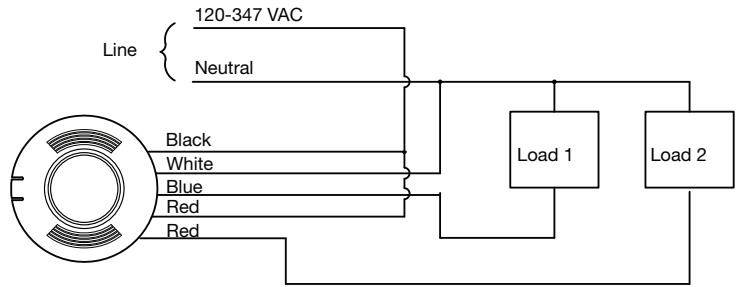 120-347 VAC
Line
Neutral
Black
White
Blue
Red
Red
Load 1
Load 2